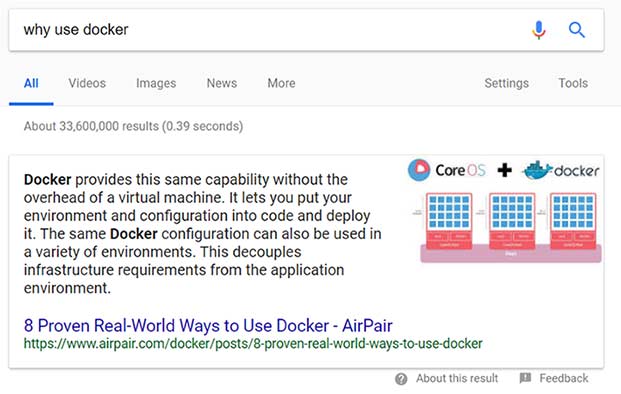 why use docker
All Videos Images News More Settings Tools
About 33,600,000 results (0.39 seconds)
CoreOS + docker
Docker provides this same capability without the
overhead of a virtual machine. It lets you put your
environment and configuration into code and deploy
it. The same Docker configuration can also be used in
a variety of environments. This decouples
infrastructure requirements from the application
environment.
8 Proven Real-World Ways to Use Docker - AirPair
https://www.airpair.com/docker/posts/8-proven-real-world-ways-to-use-docker
About this result Feedback